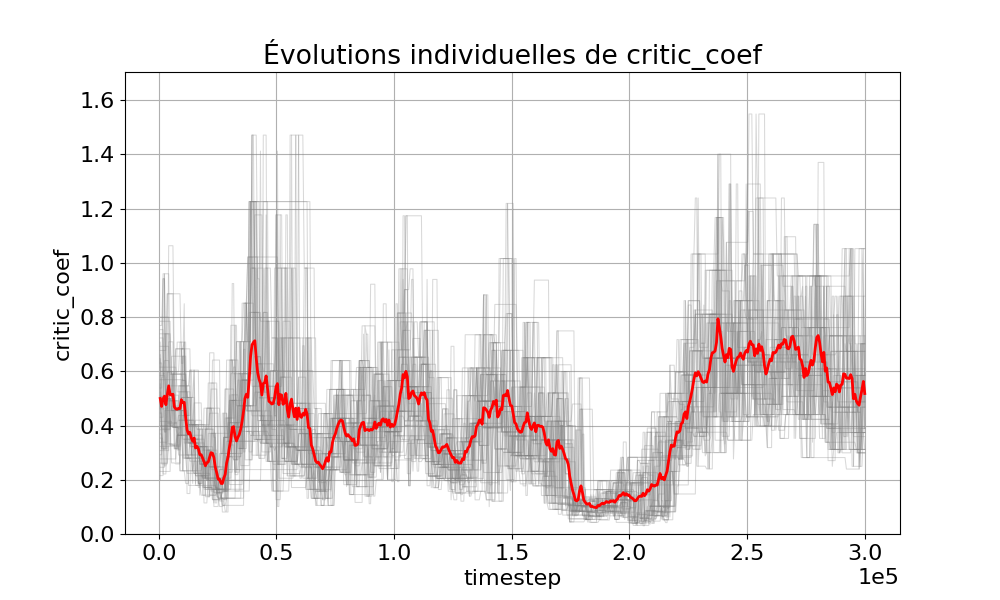 Évolutions individuelles de critic_coef
critic_coef
1.6
1.4
1.2
1.0
0.8
0.6
0.4
0.2
0.0
0.0 0.5 1.0 1.5 2.0 2.5 3.0
timestep
1e5